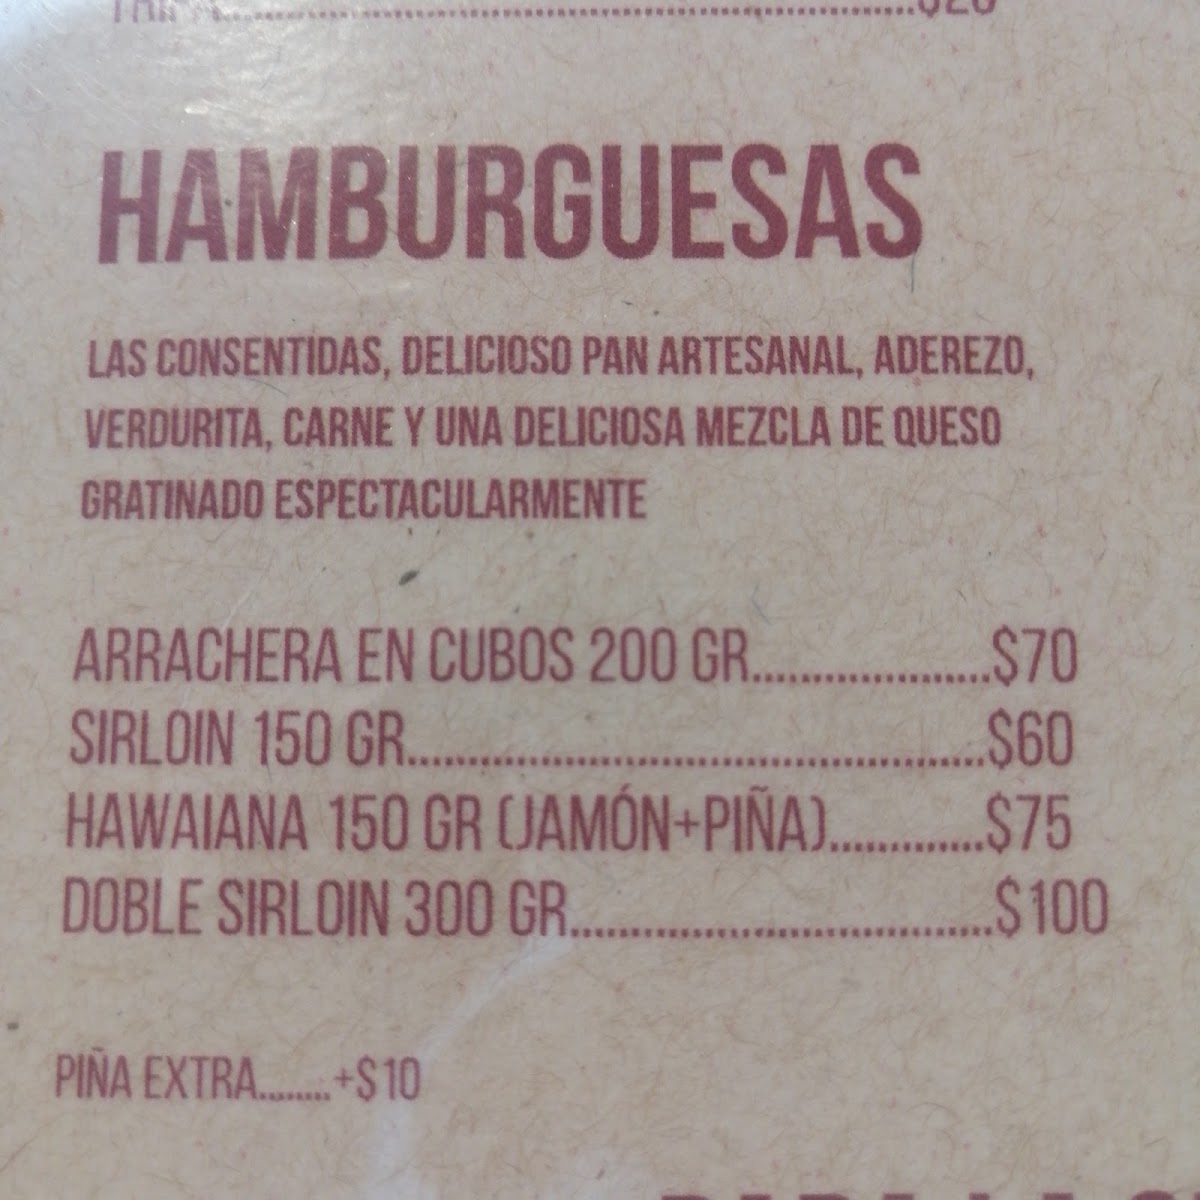 TRIPA..........................................................$20
HAMBURGUESAS
LAS CONSENTIDAS, DELICIOSO PAN ARTESANAL, ADEREZO,
VERDURITA, CARNE Y UNA DELICIOSA MEZCLA DE QUESO
GRATINADO ESPECTACULARMENTE
ARRACHERA EN CUBOS 200 GR....................$70
SIRLOIN 150 GR.................................................$60
HAWAIANA 150 GR (JAMÓN+PIÑA).............$75
DOBLE SIRLOIN 300 GR....................................$100
PIÑA EXTRA........+$10